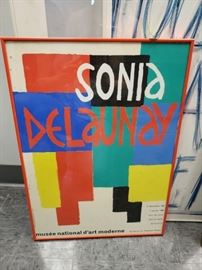 SONIA
DELAUNAY
musée national d'art moderne